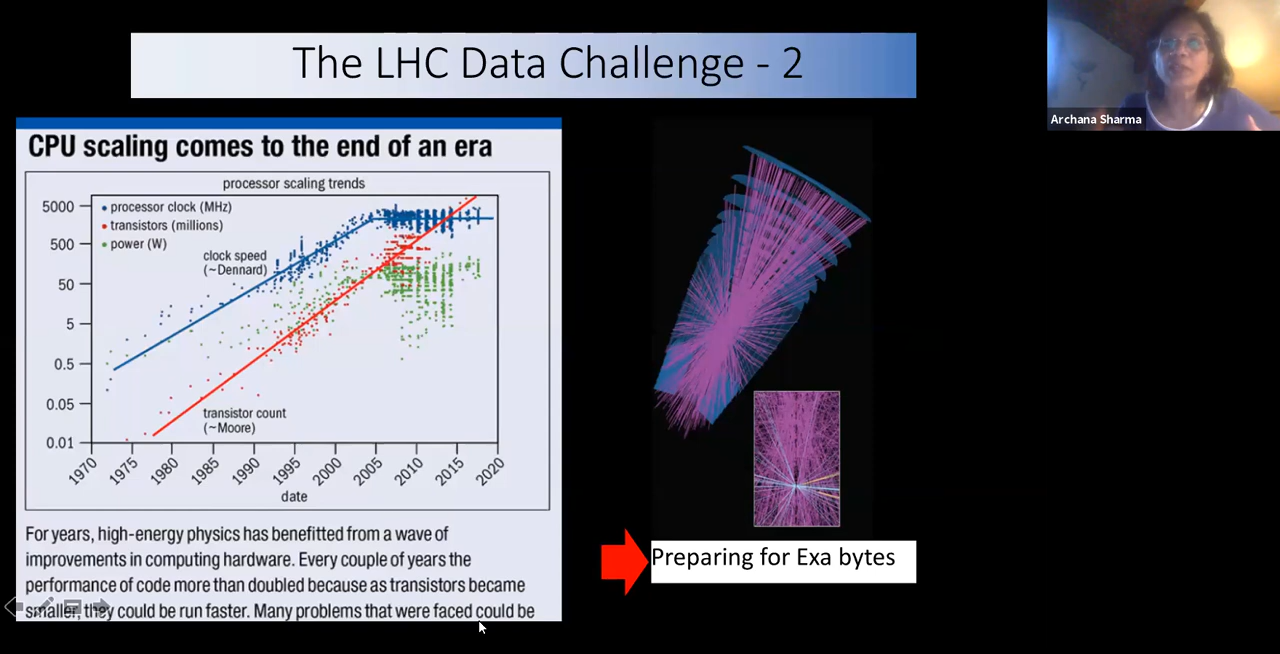 The LHC Data Challenge - 2
Archana Sharma
CPU scaling comes to the end of an era
processor scaling trends
processor clock (MHz)
transistors (millions)
power (W)
clock speed
(~Dennard)
transistor count
(~Moore)
5000
500
50
5
0.5
0.05
0.01
1970
1975
1980
1985
1990
1995
2000
2005
2010
2015
2020
date
For years, high-energy physics has benefitted from a wave of
improvements in computing hardware. Every couple of years the
performance of code more than doubled because as transistors became
smaller, they could be run faster. Many problems that were faced could be
Preparing for Exa bytes